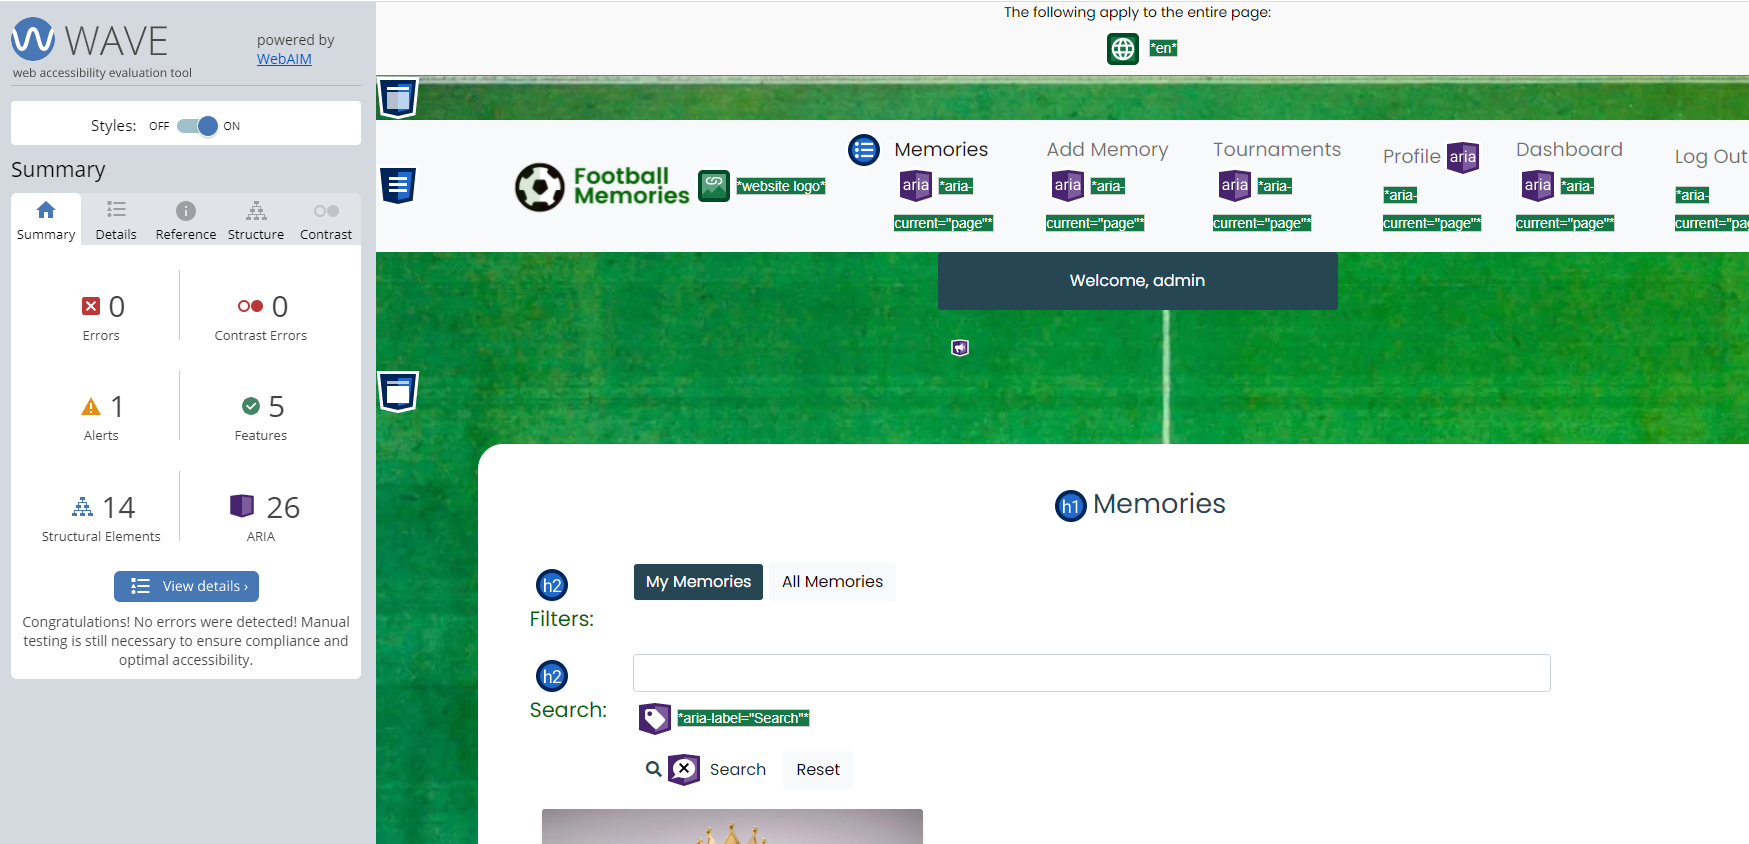 WAVE
web accessibility evaluation tool
powered by
WebAIM
Styles: OFF ON
Summary
Summary Details Reference Structure Contrast
0
Errors
0
Contrast Errors
1
Alerts
5
Features
14
Structural Elements
26
ARIA
View details ›
Congratulations! No errors were detected! Manual
testing is still necessary to ensure compliance and
optimal accessibility.
The following apply to the entire page:
*en*
Football
Memories
*website logo*
Memories
aria *aria-
current="page"*
Add Memory
aria *aria-
current="page"*
Tournaments
aria *aria-
current="page"*
Profile aria
*aria-
current="page"*
Dashboard
aria *aria-
current="page"*
Log Out
*aria-
current="pag
Welcome, admin
h1 Memories
h2
Filters:
My Memories All Memories
h2
Search:
*aria-label="Search"*
Search Reset